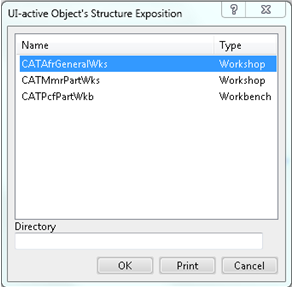 UI-active Object's Structure Exposition
Name Type
CATAfrGeneralWks Workshop
CATMmrPartWks Workshop
CATPcfPartWkb Workbench
Directory
OK Print Cancel